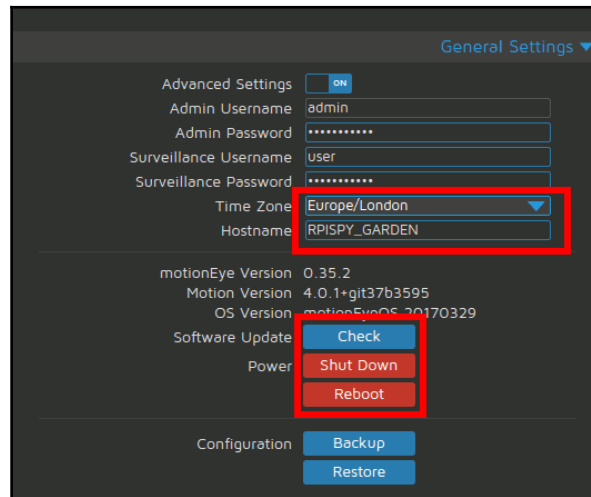 General Settings
Advanced Settings ON
Admin Username admin
Admin Password •••••••••••
Surveillance Username user
Surveillance Password •••••••••••
Time Zone Europe/London
Hostname RPISPY_GARDEN
motionEye Version 0.35.2
Motion Version 4.0.1+git37b3595
OS Version motionEyeOS 20170329
Software Update Check
Power Shut Down
Reboot
Configuration Backup
Restore